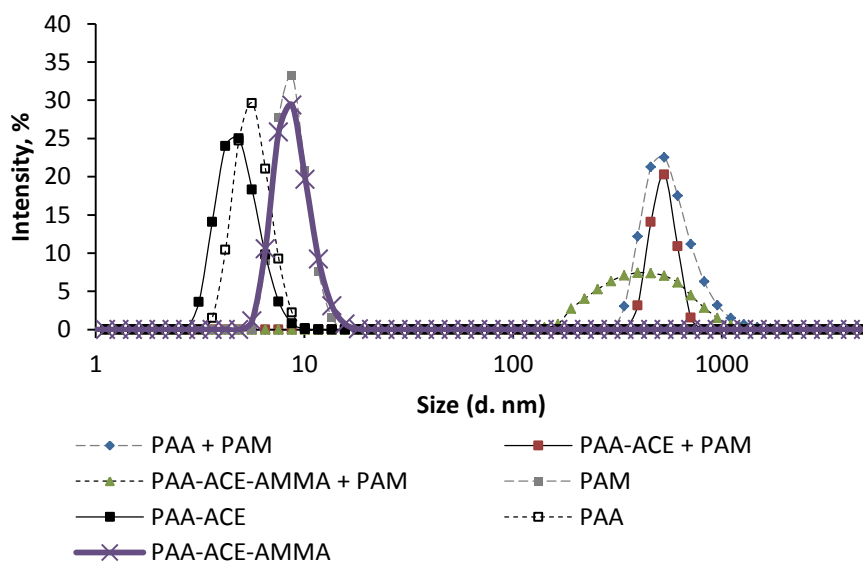 40
35
30
25
20
15
10
5
0
Intensity, %
1 10 100 1000
Size (d. nm)
PAA + PAM PAA-ACE + PAM
PAA-ACE-AMMA + PAM PAM
PAA-ACE PAA
PAA-ACE-AMMA